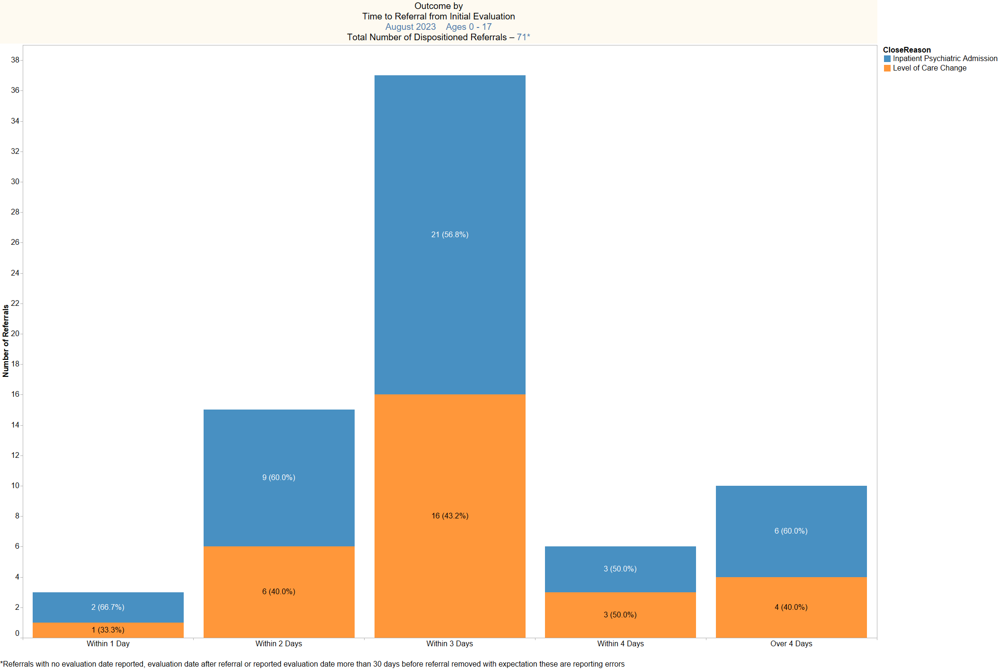 Outcome by
Time to Referral from Initial Evaluation
August 2023 Ages 0 - 17
Total Number of Dispositioned Referrals – 71*
CloseReason
Inpatient Psychiatric Admission
Level of Care Change
Number of Referrals
38
36
34
32
30
28
26
24
22
20
18
16
14
12
10
8
6
4
2
0
2 (66.7%)
1 (33.3%)
9 (60.0%)
6 (40.0%)
21 (56.8%)
16 (43.2%)
3 (50.0%)
3 (50.0%)
6 (60.0%)
4 (40.0%)
Within 1 Day
Within 2 Days
Within 3 Days
Within 4 Days
Over 4 Days
*Referrals with no evaluation date reported, evaluation date after referral or reported evaluation date more than 30 days before referral removed with expectation these are reporting errors